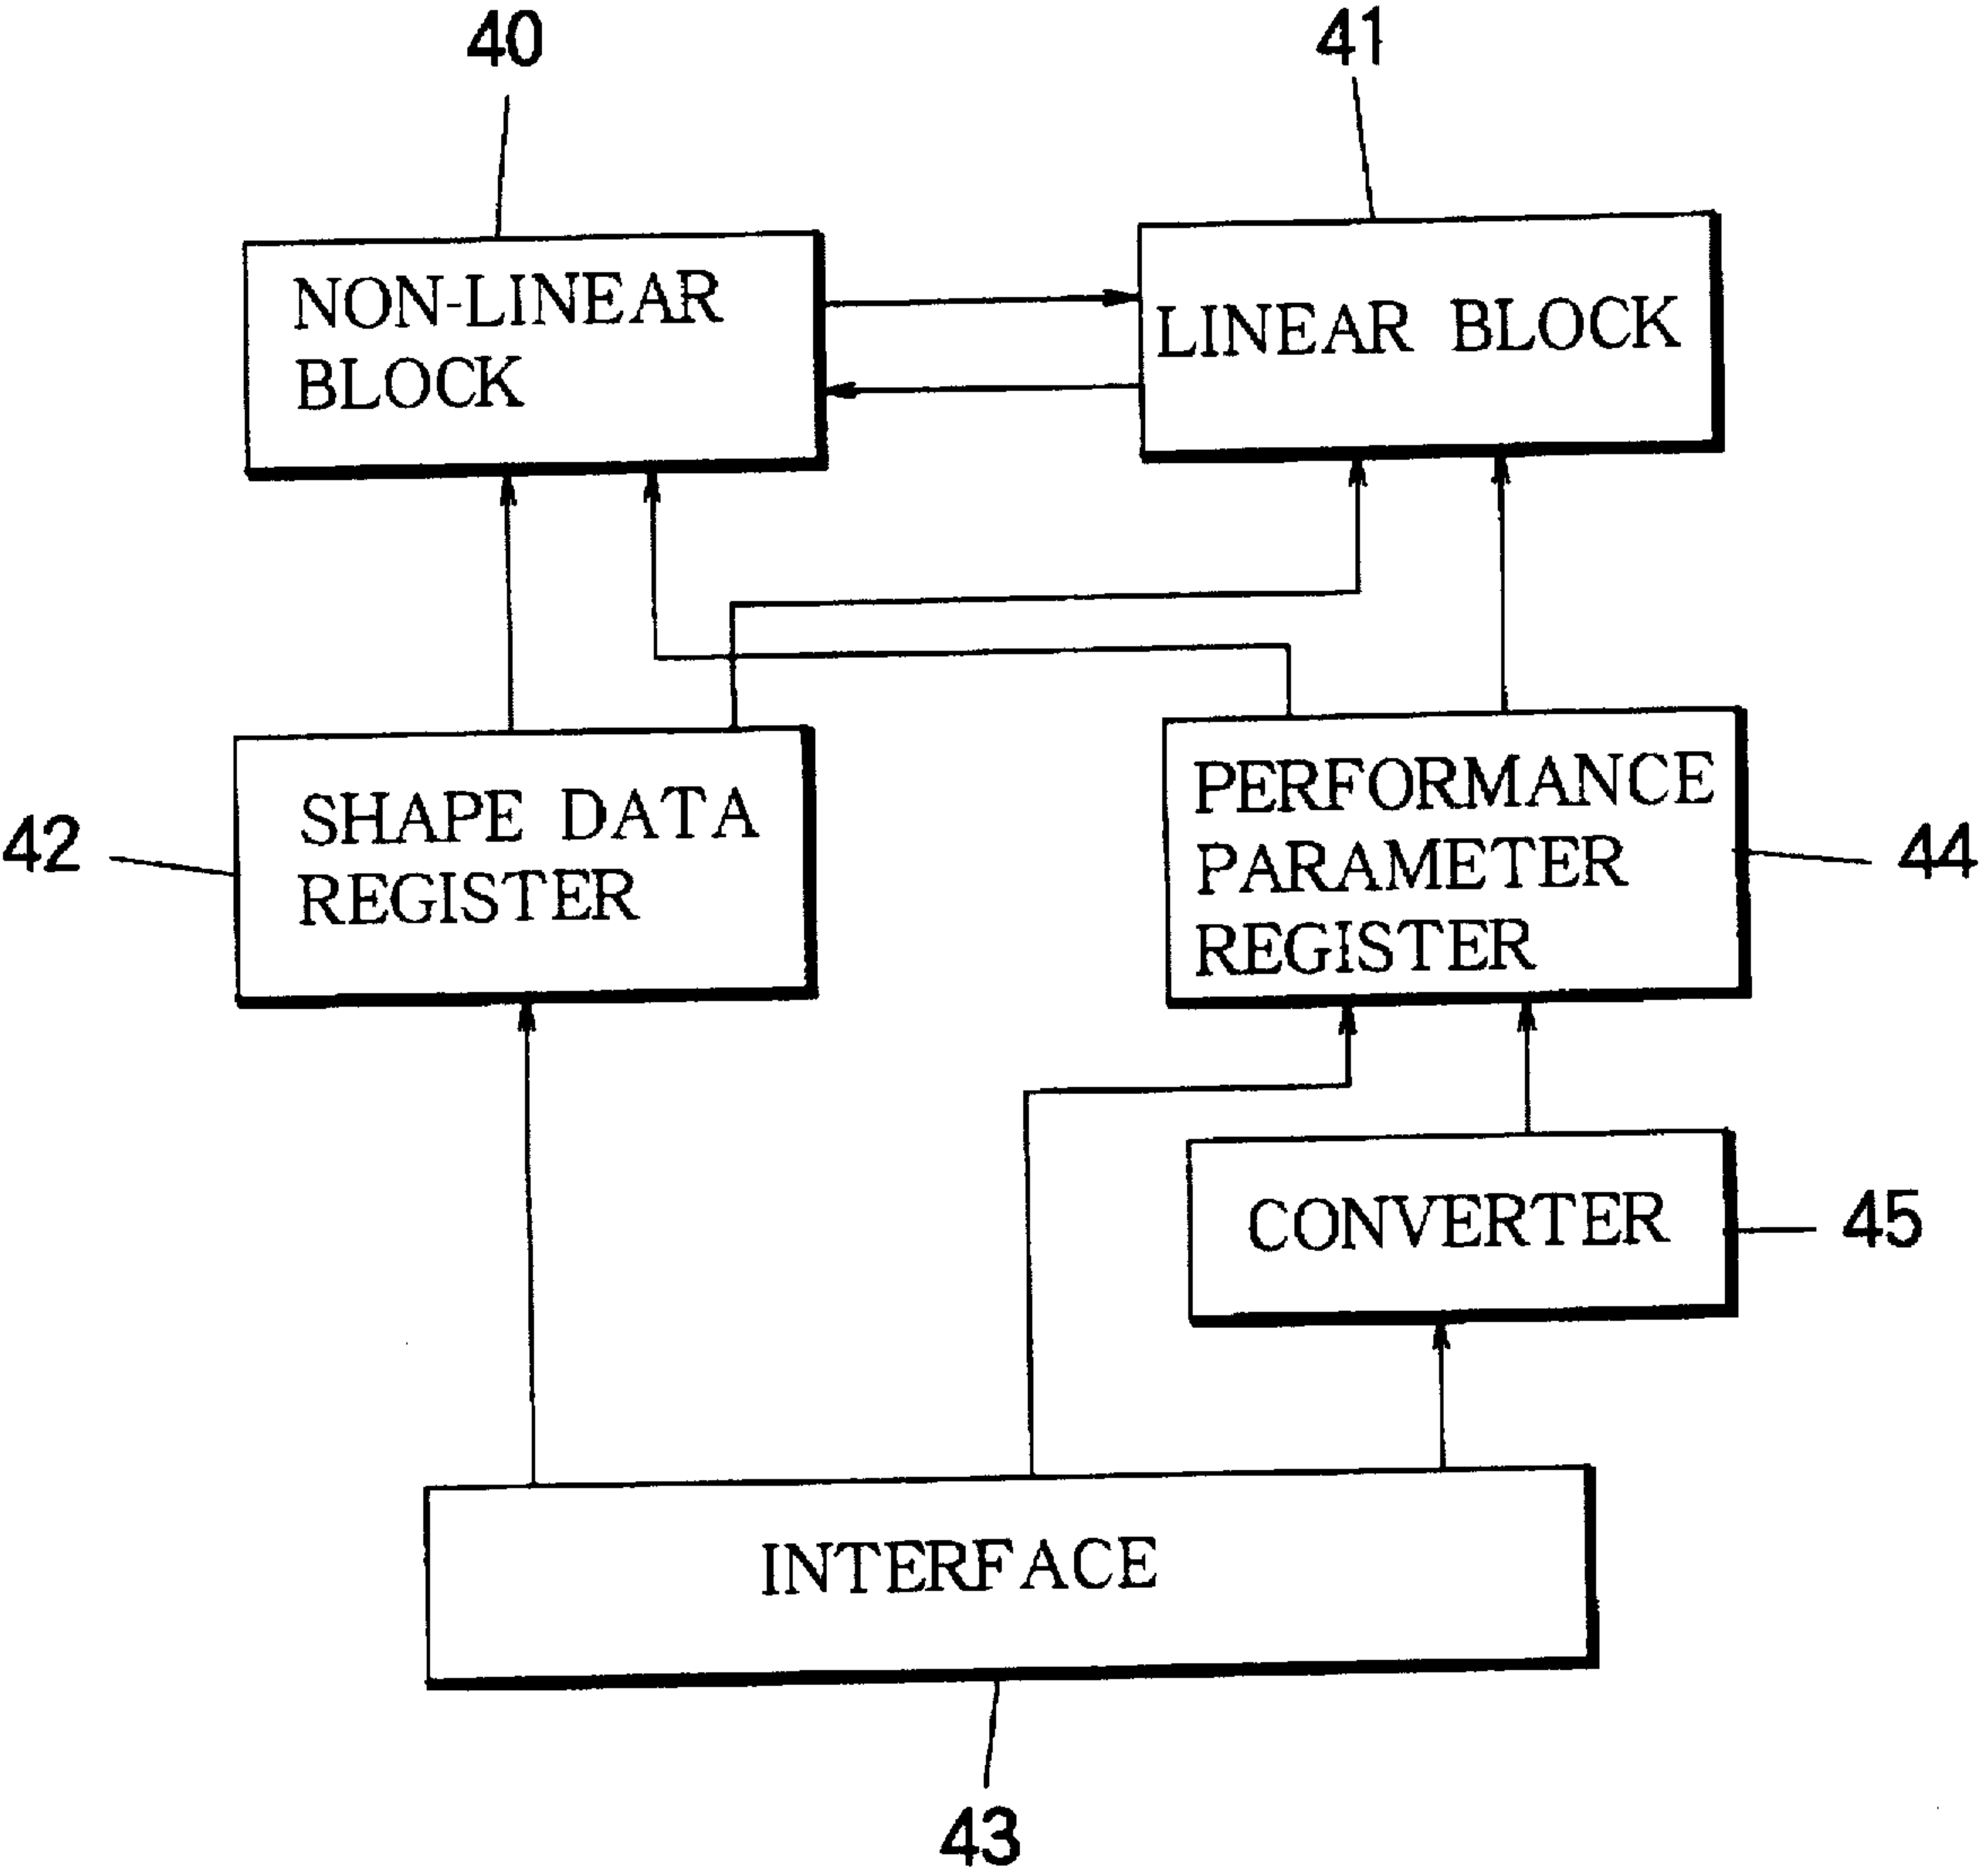 40
41
NON-LINEAR
BLOCK
LINEAR BLOCK
SHAPE DATA
REGISTER
42
PERFORMANCE
PARAMETER
REGISTER
44
CONVERTER
45
INTERFACE
43